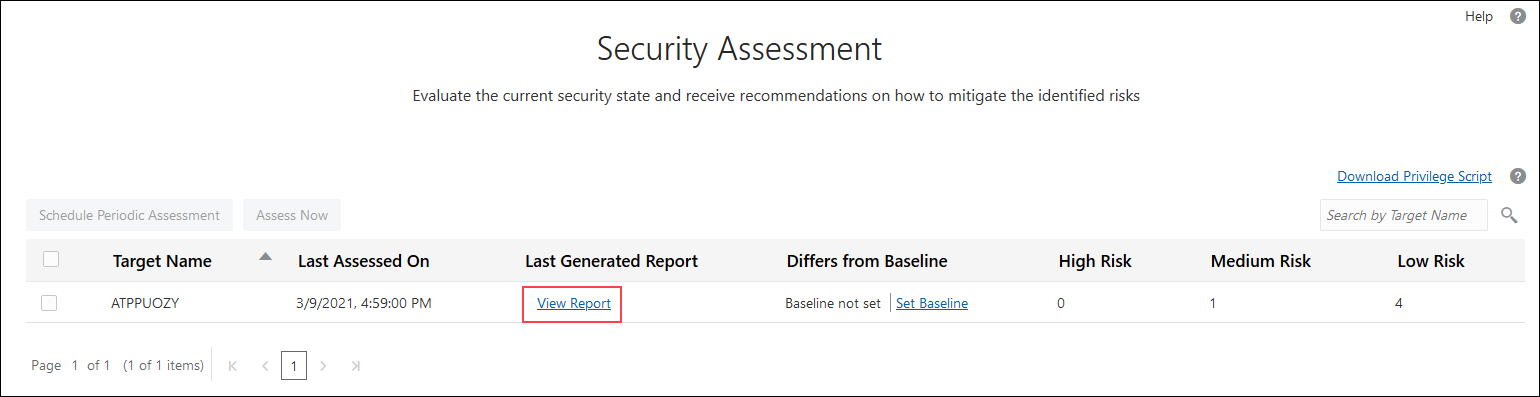 Help
Security Assessment
Evaluate the current security state and receive recommendations on how to mitigate the identified risks
Download Privilege Script
Schedule Periodic Assessment Assess Now Search by Target Name
Target Name Last Assessed On Last Generated Report Differs from Baseline High Risk Medium Risk Low Risk
ATPPUOZY 3/9/2021, 4:59:00 PM View Report Baseline not set Set Baseline 0 1 4
Page 1 of 1 (1 of 1 items) 1